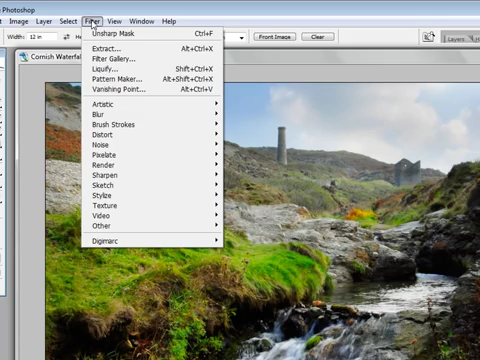 Photoshop
Image Layer Select Filter View Window Help
Width: 12 in Height: Front Image Clear
Layers
Cornish Waterfal
Unsharp Mask Ctrl+F
Extract... Alt+Ctrl+X
Filter Gallery...
Liquify... Shift+Ctrl+X
Pattern Maker... Alt+Shift+Ctrl+X
Vanishing Point... Alt+Ctrl+V
Artistic
Blur
Brush Strokes
Distort
Noise
Pixelate
Render
Sharpen
Sketch
Stylize
Texture
Video
Other
Digimarc